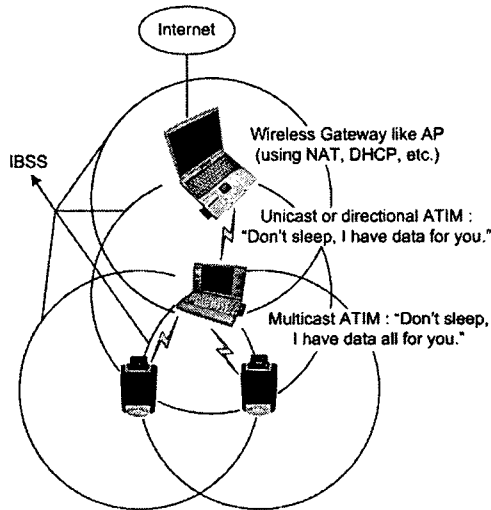 Internet
Wireless Gateway like AP
(using NAT, DHCP, etc.)
IBSS
Unicast or directional ATIM :
"Don't sleep, I have data for you."
Multicast ATIM : "Don't sleep,
I have data all for you."